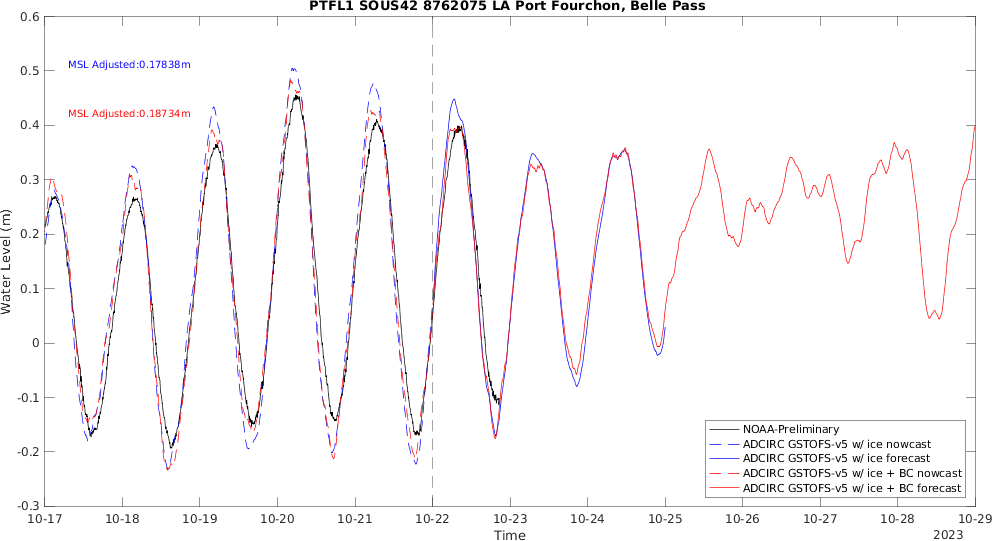 PTFL1 SOUS42 8762075 LA Port Fourchon, Belle Pass
0.6
0.5
0.4
0.3
0.2
0.1
0
-0.1
-0.2
-0.3
Water Level (m)
MSL Adjusted:0.17838m
MSL Adjusted:0.18734m
NOAA-Preliminary
ADCIRC GSTOFS-v5 w/ ice nowcast
ADCIRC GSTOFS-v5 w/ ice forecast
ADCIRC GSTOFS-v5 w/ ice + BC nowcast
ADCIRC GSTOFS-v5 w/ ice + BC forecast
10-17 10-18 10-19 10-20 10-21 10-22 10-23 10-24 10-25 10-26 10-27 10-28 10-29
Time
2023